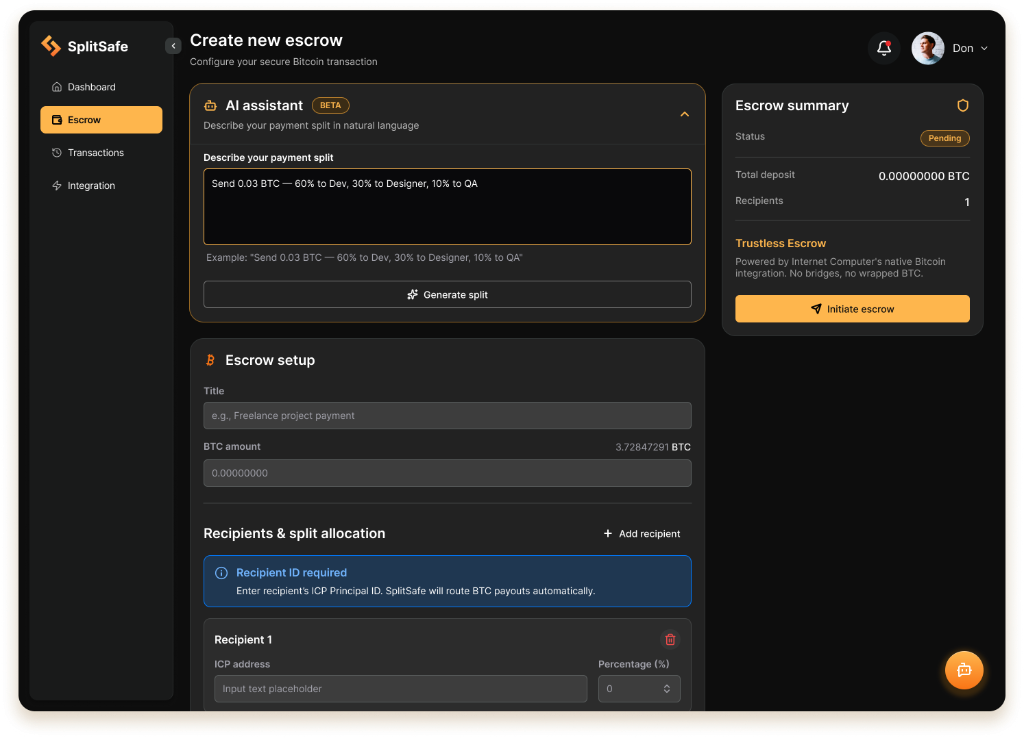 SplitSafe
Dashboard
Escrow
Transactions
Integration
Create new escrow
Configure your secure Bitcoin transaction
Don
AI assistant BETA
Describe your payment split in natural language
Describe your payment split
Send 0.03 BTC — 60% to Dev, 30% to Designer, 10% to QA
Example: "Send 0.03 BTC — 60% to Dev, 30% to Designer, 10% to QA"
Generate split
Escrow setup
Title
e.g., Freelance project payment
BTC amount 3.72847291 BTC
0.00000000
Recipients & split allocation + Add recipient
Recipient ID required
Enter recipient's ICP Principal ID. SplitSafe will route BTC payouts automatically.
Recipient 1
ICP address Percentage (%)
Input text placeholder 0
Escrow summary
Status Pending
Total deposit 0.00000000 BTC
Recipients 1
Trustless Escrow
Powered by Internet Computer's native Bitcoin
integration. No bridges, no wrapped BTC.
Initiate escrow